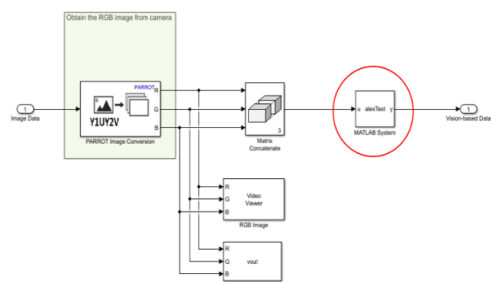 Obtain the RGB image from camera
PARROT
R
G
B
Y1UY2V
PARROT Image Conversion
1
Image Data
3
Matrix
Concatenate
u
alexTest
y
MATLAB System
1
Vision-based Data
R
G
B
Video
Viewer
RGB Image
R
G
B
vout